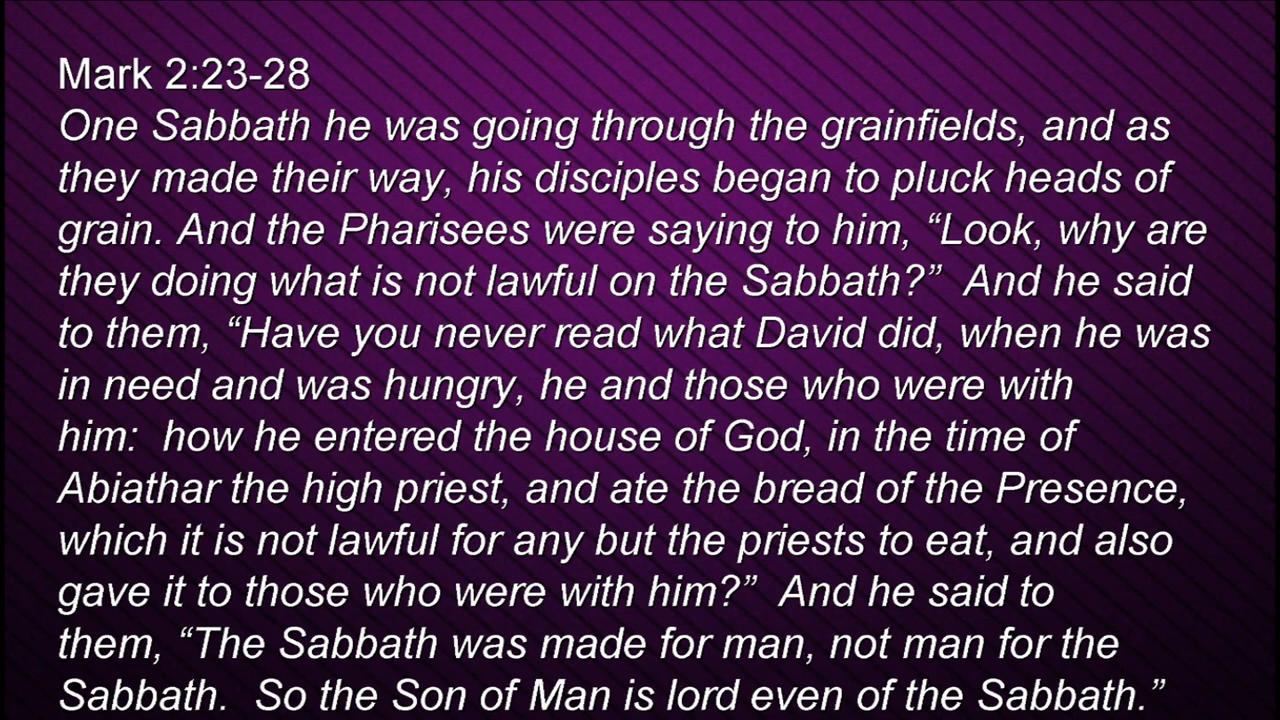 Mark 2:23-28
One Sabbath he was going through the grainfields, and as
they made their way, his disciples began to pluck heads of
grain. And the Pharisees were saying to him, “Look, why are
they doing what is not lawful on the Sabbath?”  And he said
to them, “Have you never read what David did, when he was
in need and was hungry, he and those who were with
him:  how he entered the house of God, in the time of
Abiathar the high priest, and ate the bread of the Presence,
which it is not lawful for any but the priests to eat, and also
gave it to those who were with him?”  And he said to
them, “The Sabbath was made for man, not man for the
Sabbath.  So the Son of Man is lord even of the Sabbath.”